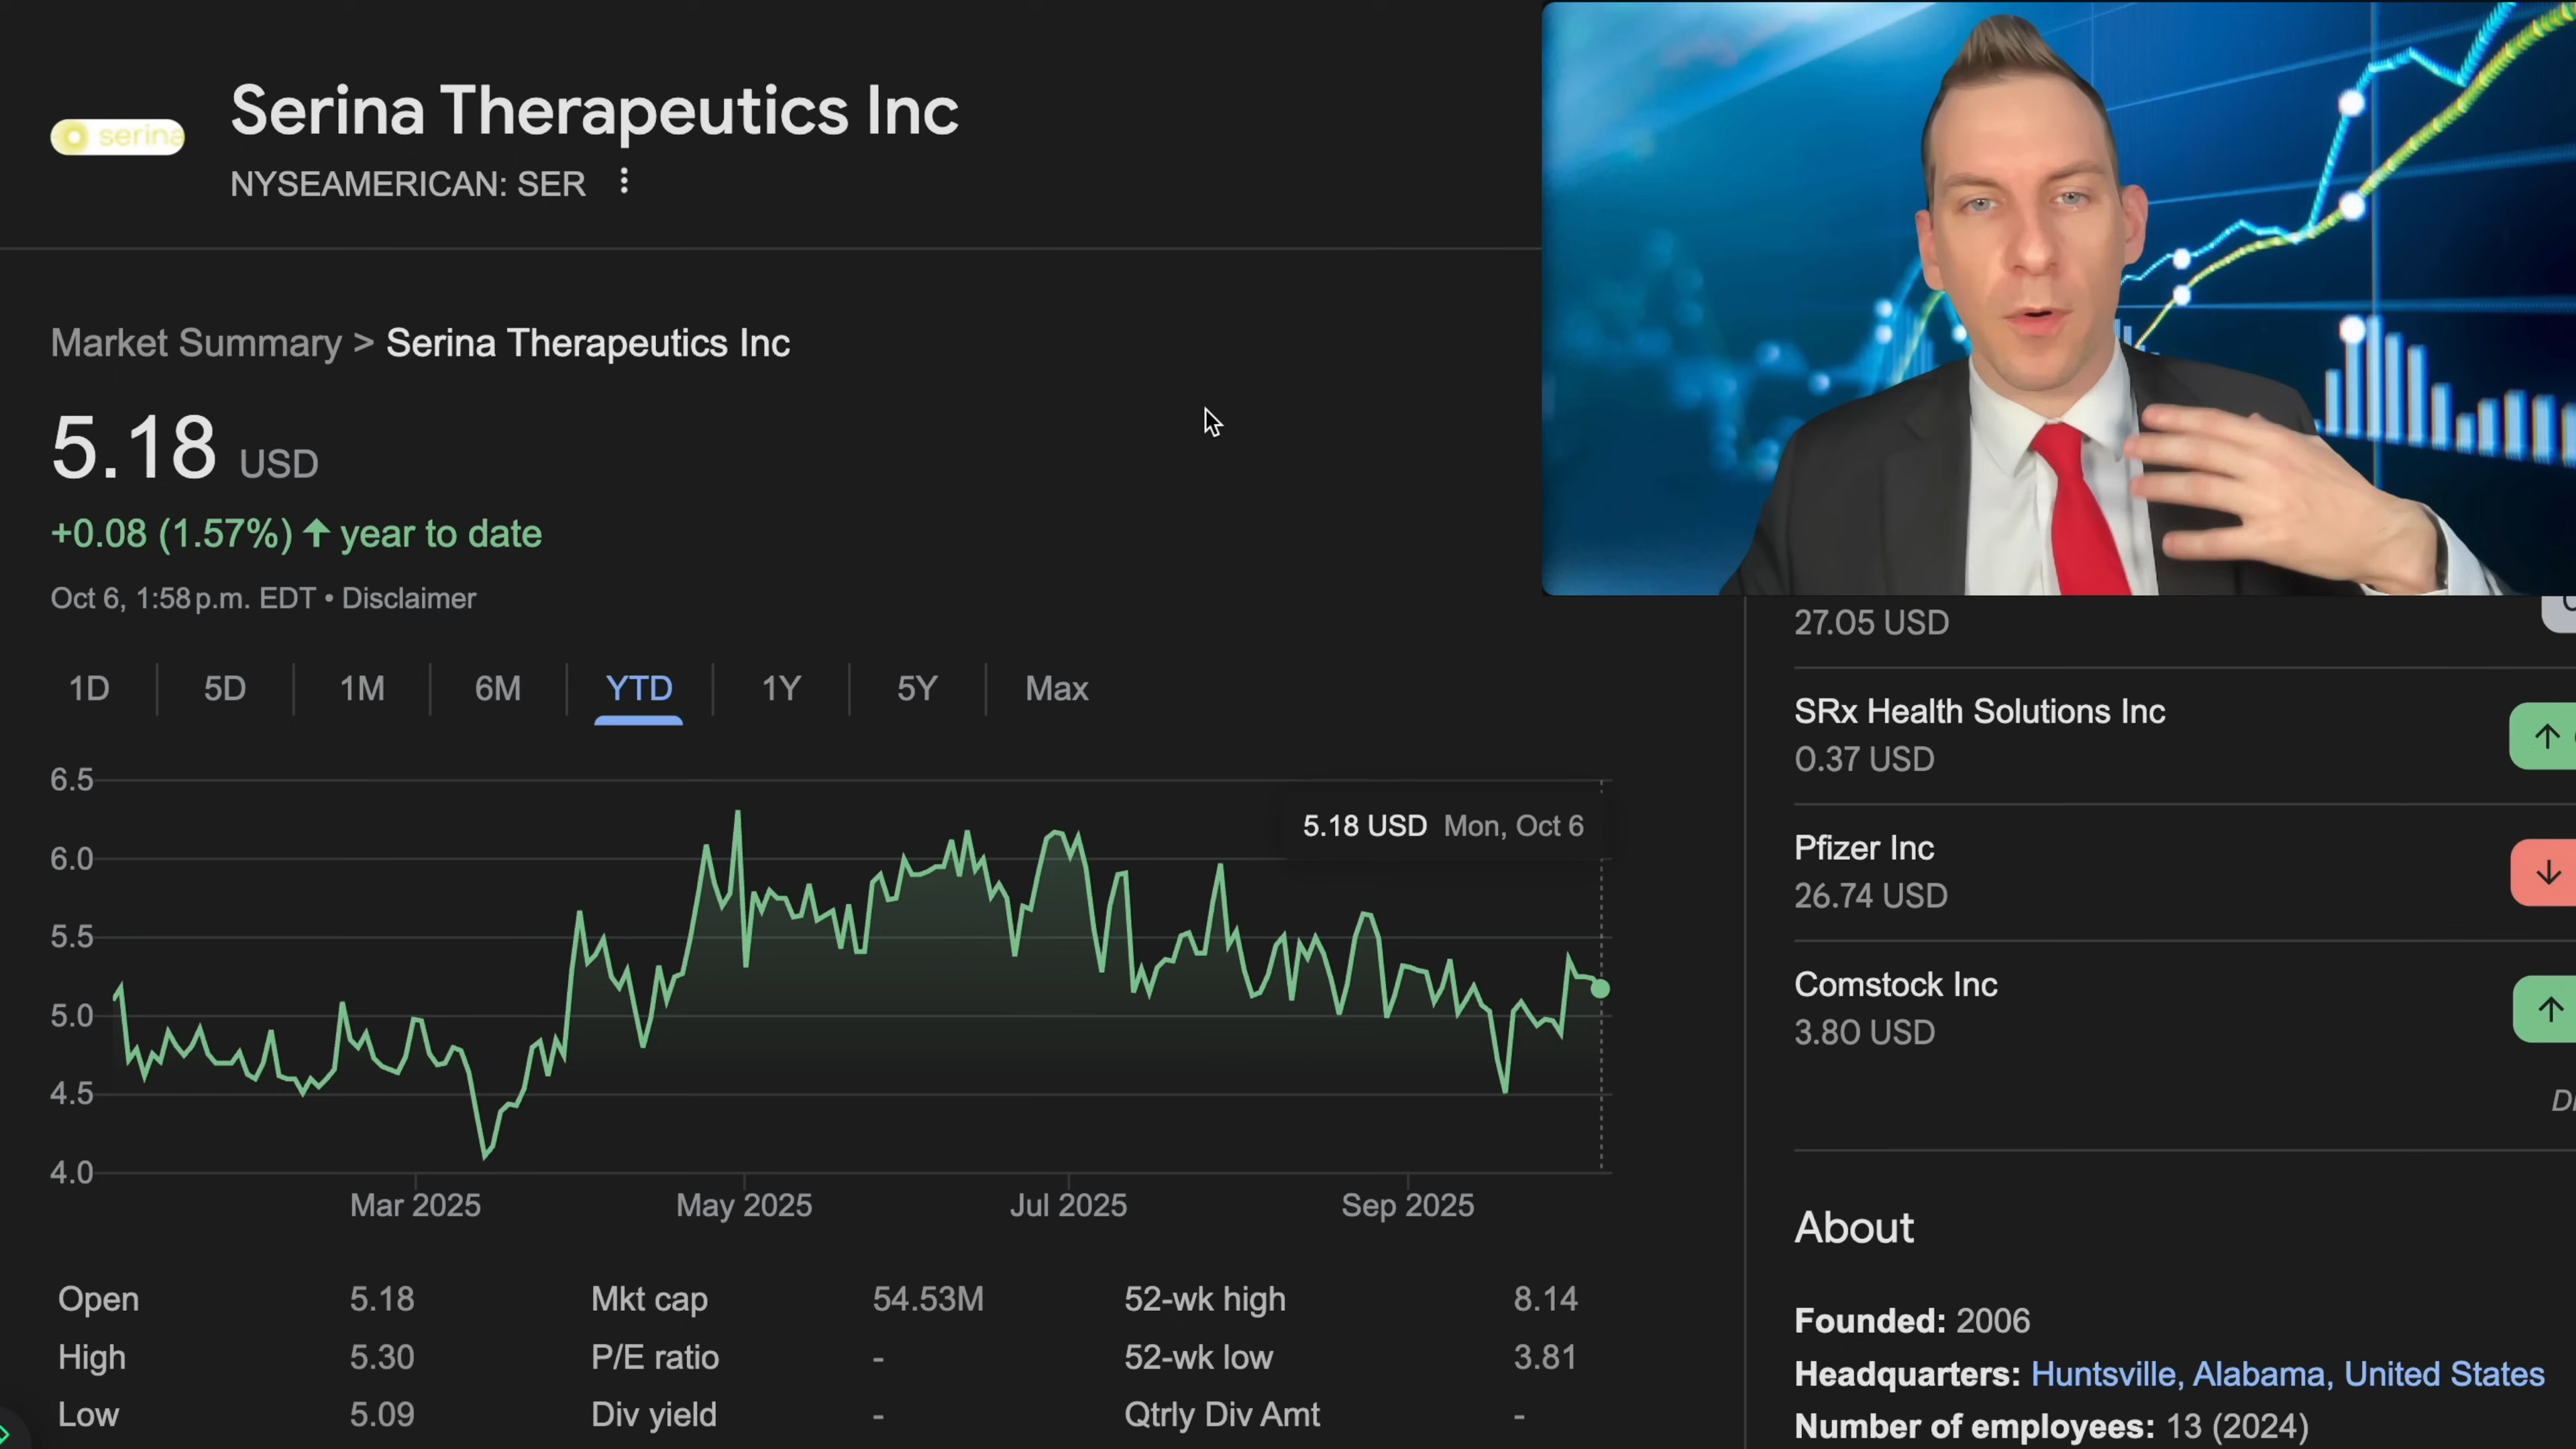 serina
Serina Therapeutics Inc
NYSEAMERICAN: SER
Market Summary > Serina Therapeutics Inc
5.18 USD
+0.08 (1.57%) ↑ year to date
Oct 6, 1:58 p.m. EDT • Disclaimer
1D 5D 1M 6M YTD 1Y 5Y Max
6.5
5.18 USD Mon, Oct 6
6.0
5.5
5.0
4.5
4.0
Mar 2025 May 2025 Jul 2025 Sep 2025
Open 5.18 Mkt cap 54.53M 52-wk high 8.14
High 5.30 P/E ratio - 52-wk low 3.81
Low 5.09 Div yield - Qtrly Div Amt -
27.05 USD
SRx Health Solutions Inc
0.37 USD
Pfizer Inc
26.74 USD
Comstock Inc
3.80 USD
About
Founded: 2006
Headquarters: Huntsville, Alabama, United States
Number of employees: 13 (2024)